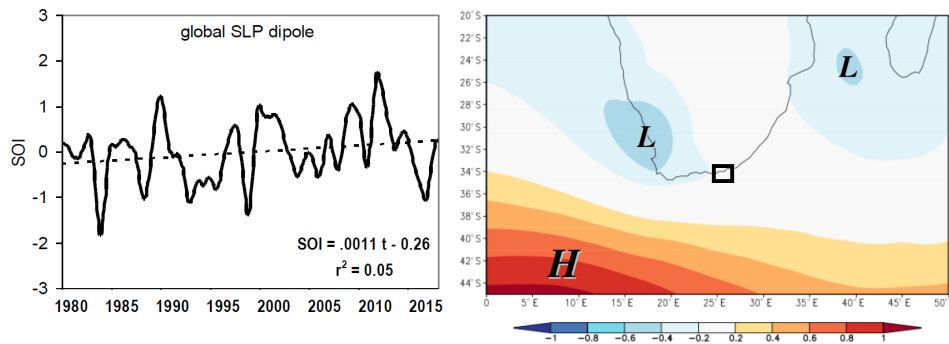 global SLP dipole
3
2
1
0
-1
-2
-3
SOI
SOI = .0011 t - 0.26
r² = 0.05
1980 1985 1990 1995 2000 2005 2010 2015
20°S
22°S
24°S
26°S
28°S
30°S
32°S
34°S
36°S
38°S
40°S
42°S
44°S
L
L
H
0 5°E 10°E 15°E 20°E 25°E 30°E 35°E 40°E 45°E 50°E
-1 -0.8 -0.6 -0.4 -0.2 0.2 0.4 0.6 0.8 1